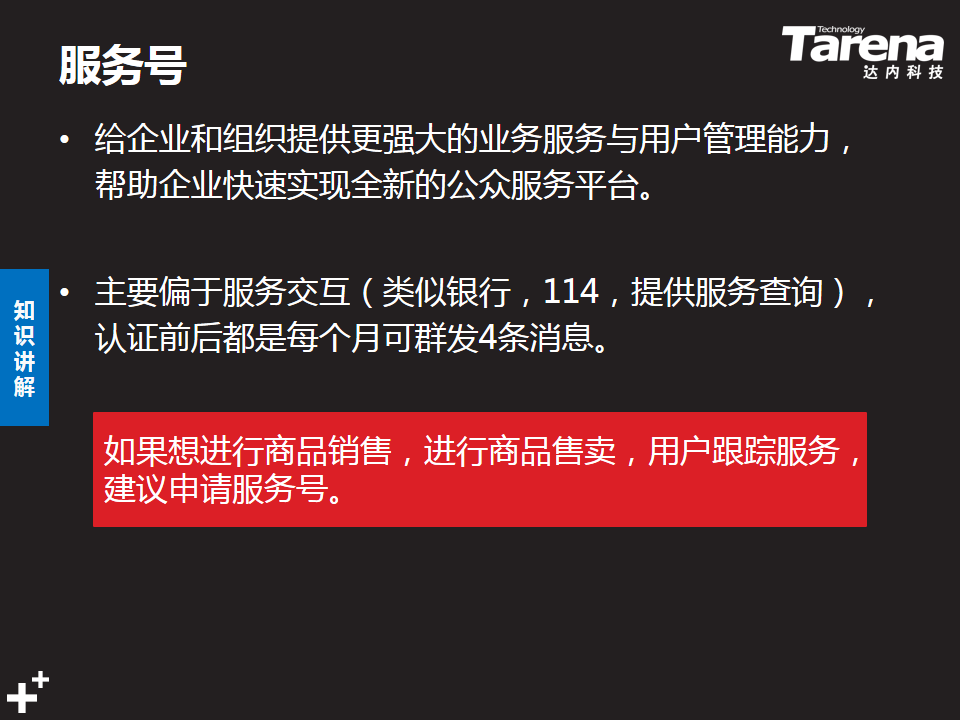 服务号
Technology
Tarena
达内科技
• 给企业和组织提供更强大的业务服务与用户管理能力，
帮助企业快速实现全新的公众服务平台。
• 主要偏于服务交互（类似银行，114，提供服务查询），
认证前后都是每个月可群发4条消息。
知识讲解
如果想进行商品销售，进行商品售卖，用户跟踪服务，
建议申请服务号。